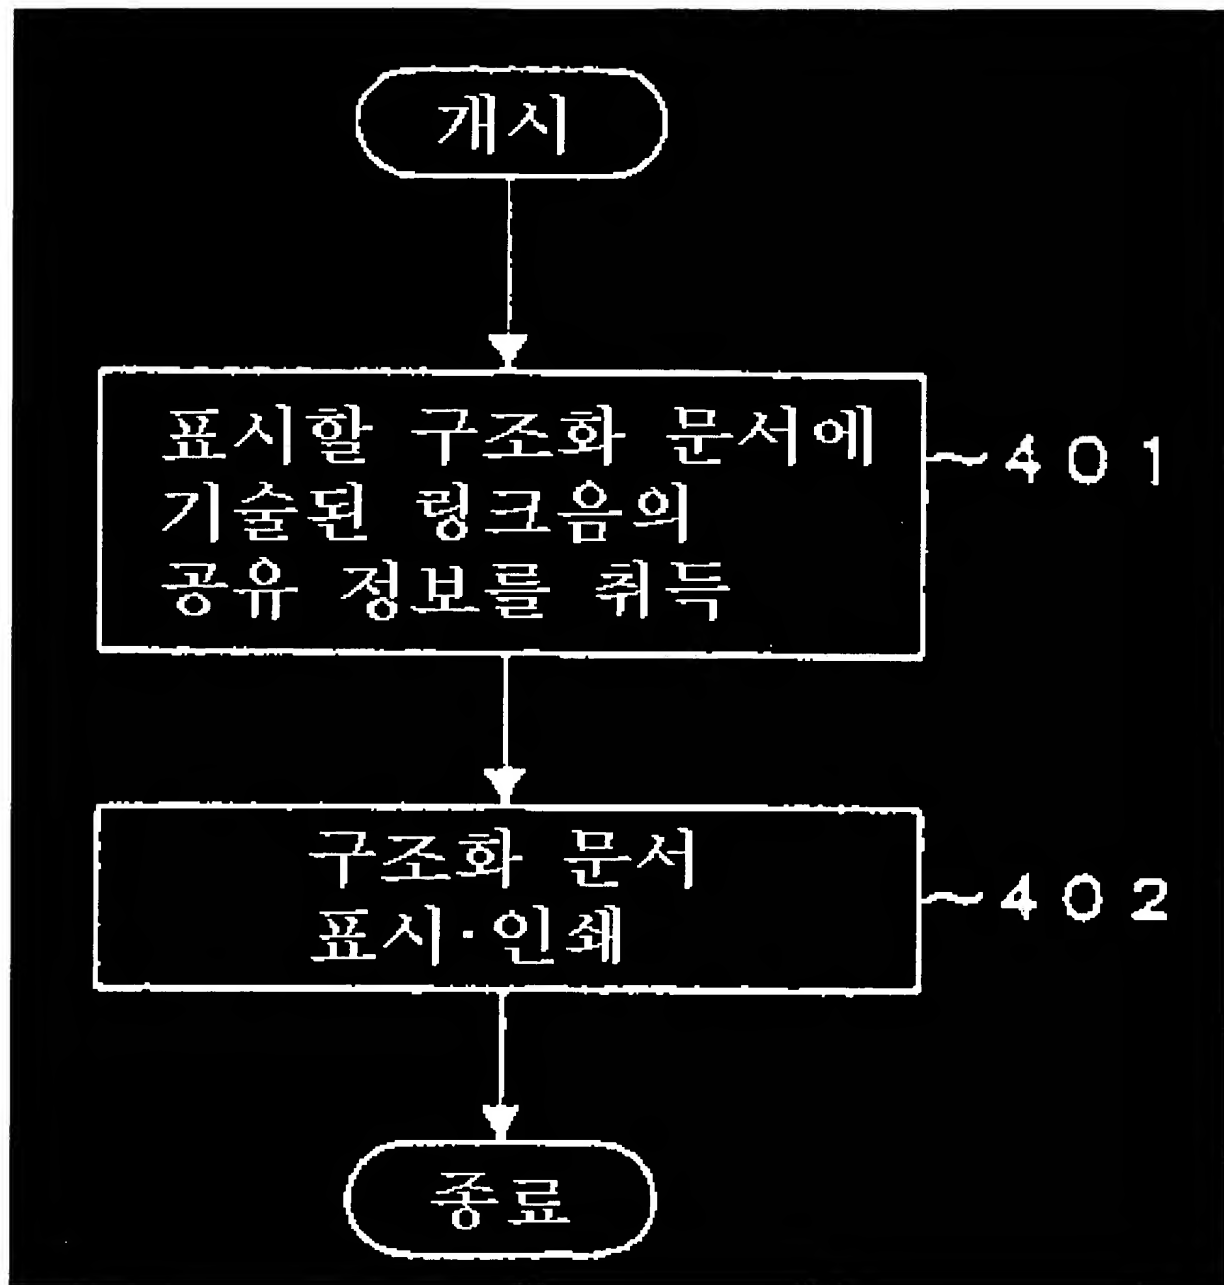 개시
표시할 구조화 문서에
기술된 링크음의
공유 정보를 취득
~401
구조화 문서
표시·인쇄
~402
종료